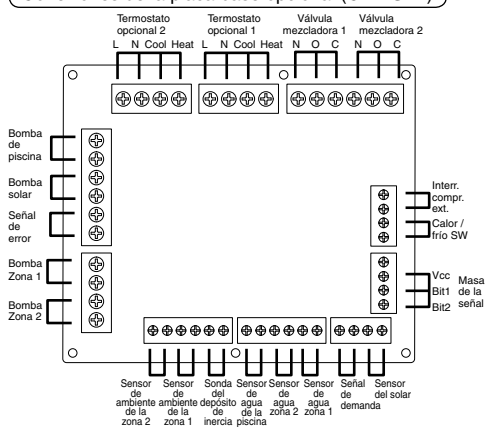 Termostato
opcional 2
Termostato
opcional 1
Válvula
mezcladora 1
Válvula
mezcladora 2
L N Cool Heat L N Cool Heat N O C N O C
Bomba
de
piscina
Bomba
solar
Señal
de error
Bomba
Zona 1
Bomba
Zona 2
Interr.
compr.
ext.
Calor /
frío SW
Vcc
Bit1
Bit2
Masa
de la
señal
Sensor
de
ambiente
de la
zona 2
Sensor
de
ambiente
de la
zona 1
Sonda
del
depósito
de
inercia
Sensor
de
agua
de la
piscina
Sensor
de
agua
zona 2
Sensor
de
agua
zona 1
Señal
de
demanda
Sensor
del solar